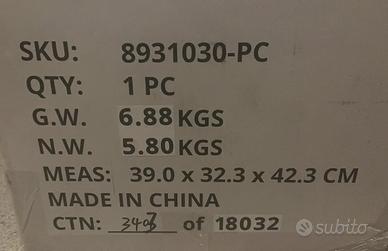 SKU: 8931030-PC
QTY: 1 PC
G.W. 6.88 KGS
N.W. 5.80 KGS
MEAS: 39.0 x 32.3 x 42.3 CM
MADE IN CHINA
CTN: of 18032
subito